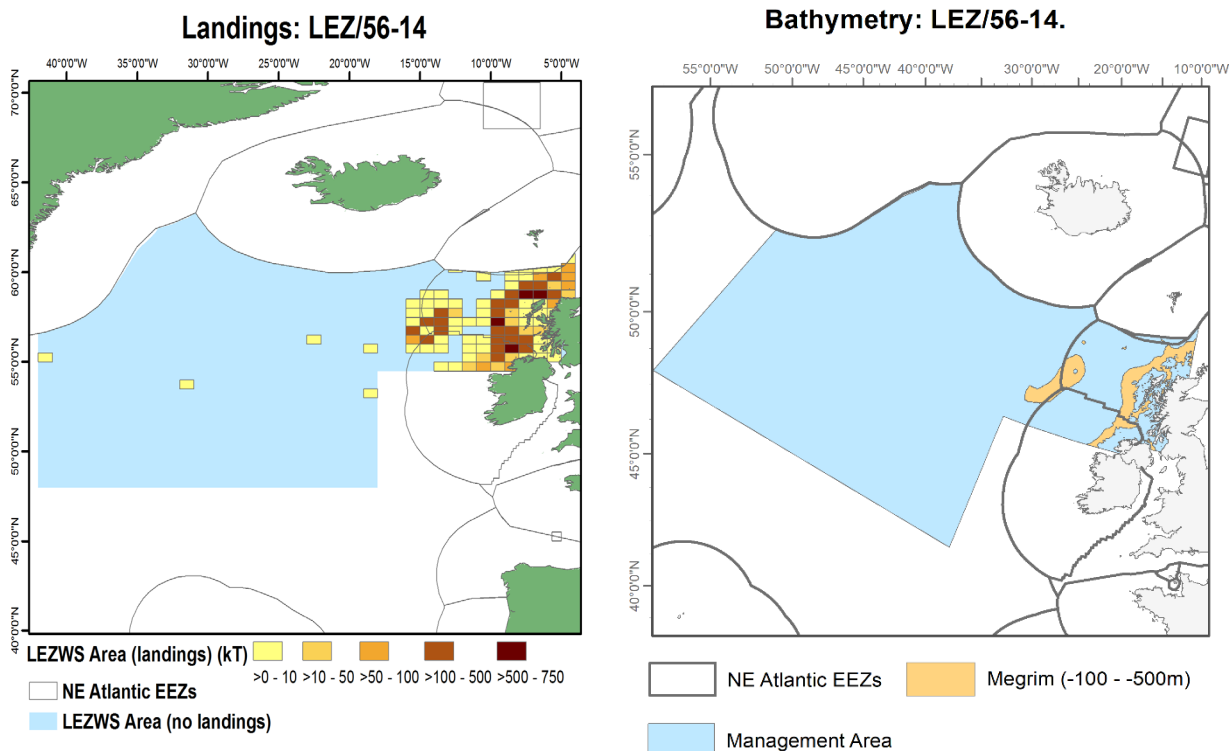 Landings: LEZ/56-14
40°0'0"W 35°0'0"W 30°0'0"W 25°0'0"W 20°0'0"W 15°0'0"W 10°0'0"W 5°0'0"W
70°0'0"N
65°0'0"N
60°0'0"N
55°0'0"N
50°0'0"N
45°0'0"N
40°0'0"N
LEZWS Area (landings) (kT)
>0 - 10 >10 - 50 >50 - 100 >100 - 500 >500 - 750
NE Atlantic EEZs
LEZWS Area (no landings)
Bathymetry: LEZ/56-14.
55°0'0"W 50°0'0"W 45°0'0"W 40°0'0"W 30°0'0"W 20°0'0"W 10°0'0"W
55°0'0"N
50°0'0"N
45°0'0"N
40°0'0"N
NE Atlantic EEZs
Megrim (-100 - -500m)
Management Area